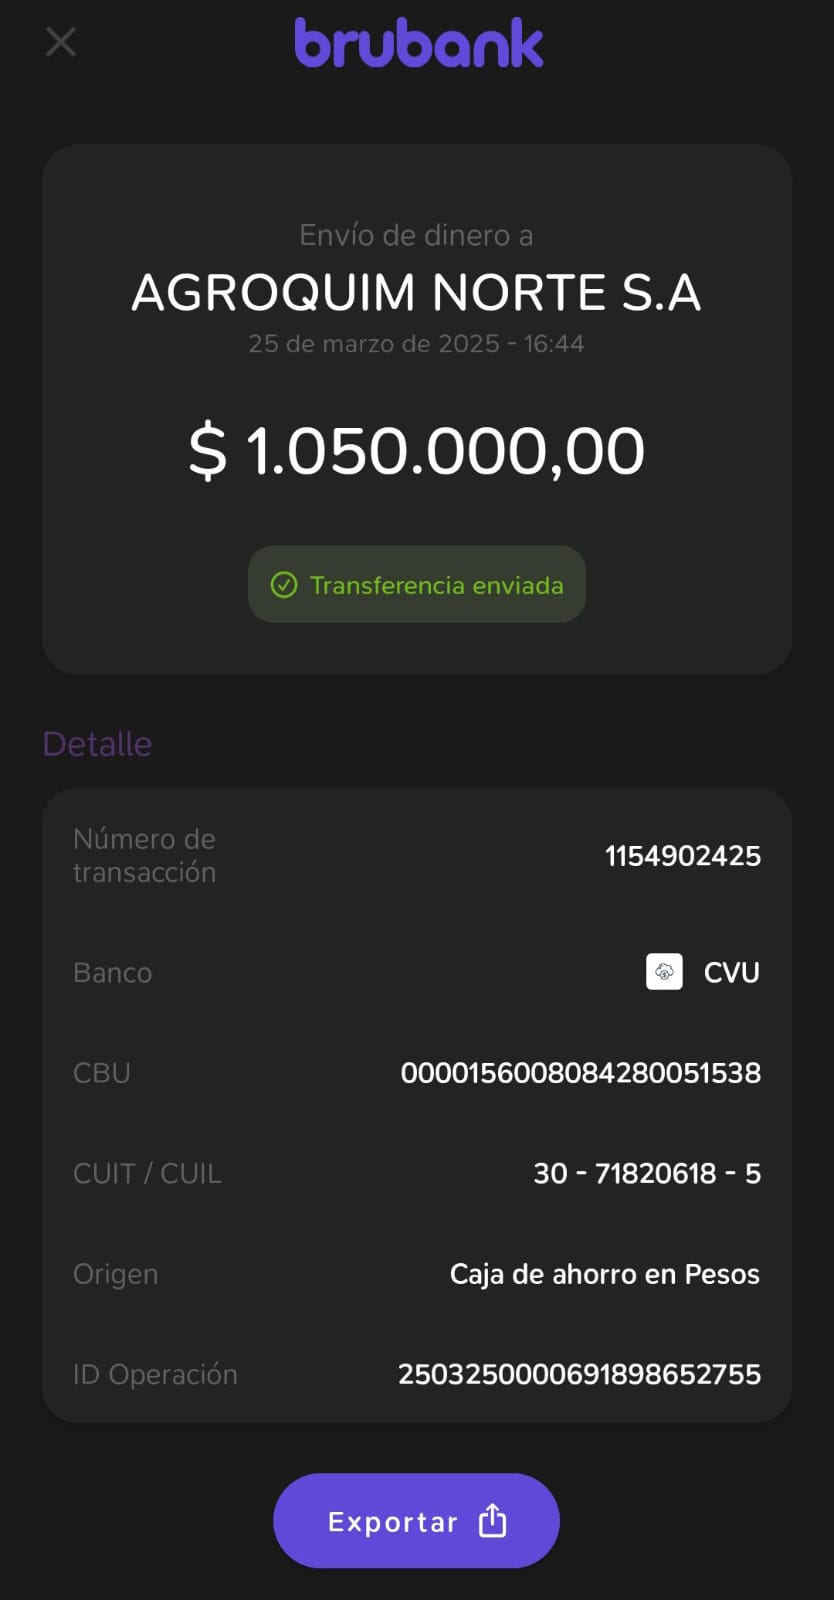 brubank
Envío de dinero a
AGROQUIM NORTE S.A
25 de marzo de 2025 - 16:44
$ 1.050.000,00
Transferencia enviada
Detalle
Número de
transacción
1154902425
Banco
CVU
CBU
0000156008084280051538
CUIT / CUIL
30 - 71820618 - 5
Origen
Caja de ahorro en Pesos
ID Operación
2503250000691898652755
Exportar